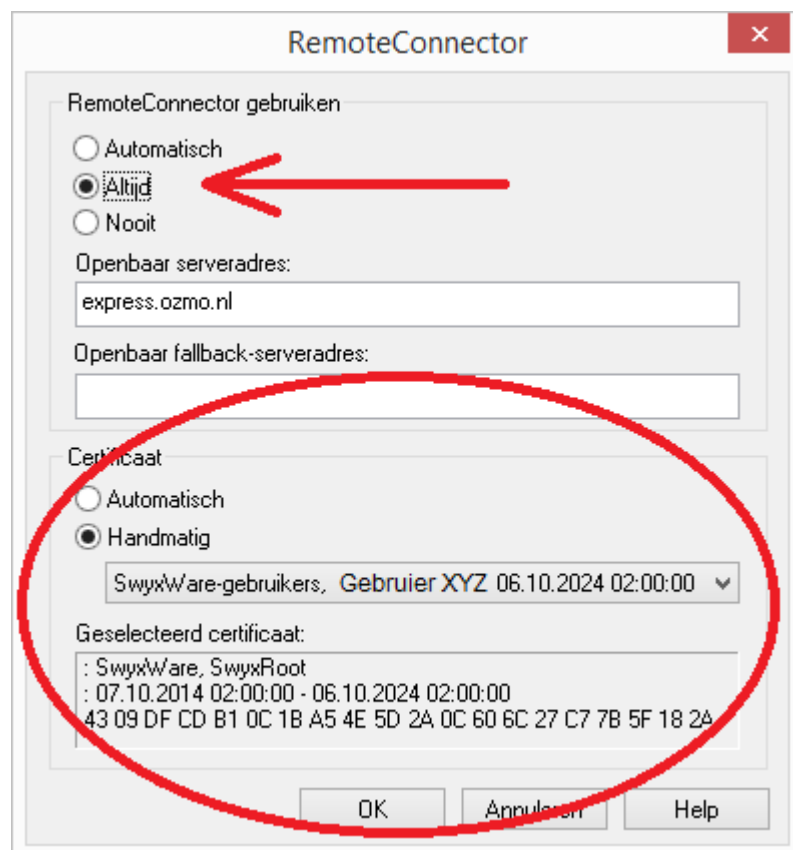 RemoteConnector
RemoteConnector gebruiken
Automatisch
Altijd
Nooit
Openbaar serveradres:
express.ozmo.nl
Openbaar fallback-serveradres:
Certificaat
Automatisch
Handmatig
SwyxWare-gebruikers, Gebruier XYZ 06.10.2024 02:00:00
Geselecteerd certificaat:
: SwyxWare, SwyxRoot
: 07.10.2014 02:00:00 - 06.10.2024 02:00:00
43 09 DF CD B1 0C 1B A5 4E 5D 2A 0C 60 6C 27 C7 7B 5F 18 2A
OK Annuleren Help